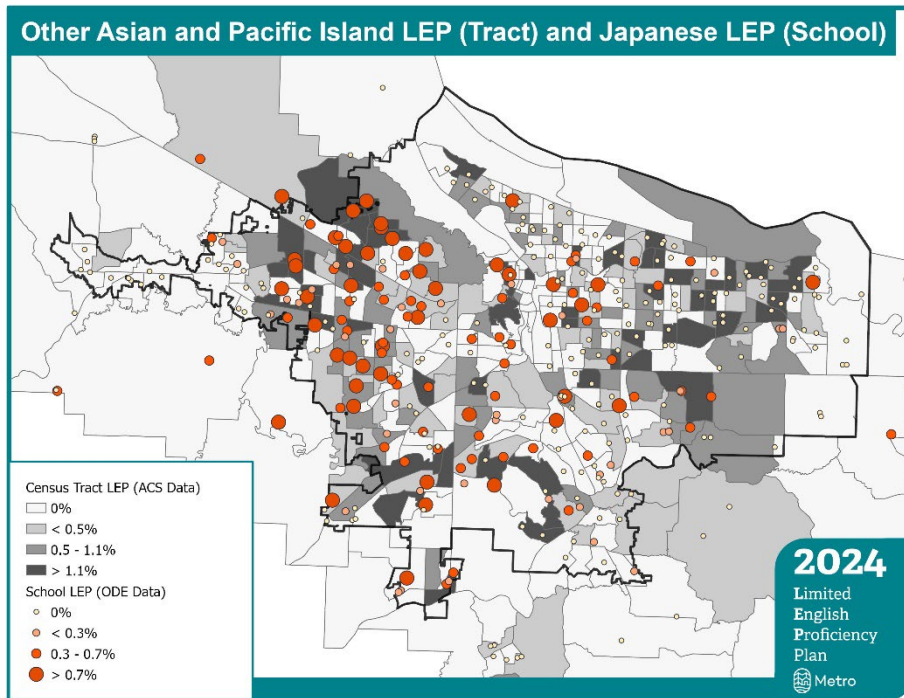 Other Asian and Pacific Island LEP (Tract) and Japanese LEP (School)
Census Tract LEP (ACS Data)
0%
< 0.5%
0.5 - 1.1%
> 1.1%
School LEP (ODE Data)
0%
< 0.3%
0.3 - 0.7%
> 0.7%
2024
Limited
English
Proficiency
Plan
Metro